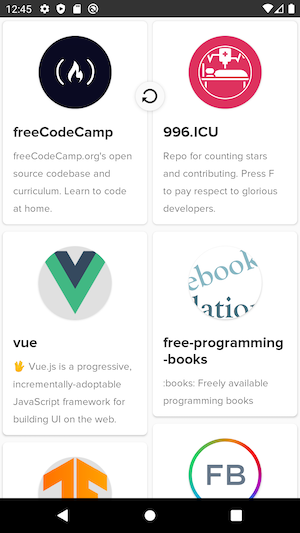 12:45
freeCodeCamp
freeCodeCamp.org's open
source codebase and
curriculum. Learn to code
at home.
996.ICU
Repo for counting stars
and contributing. Press F
to pay respect to glorious
developers.
vue
🖖 Vue.js is a progressive,
incrementally-adoptable
JavaScript framework for
building UI on the web.
ebook
dation
free-programming
-books
:books: Freely available
programming books
FB